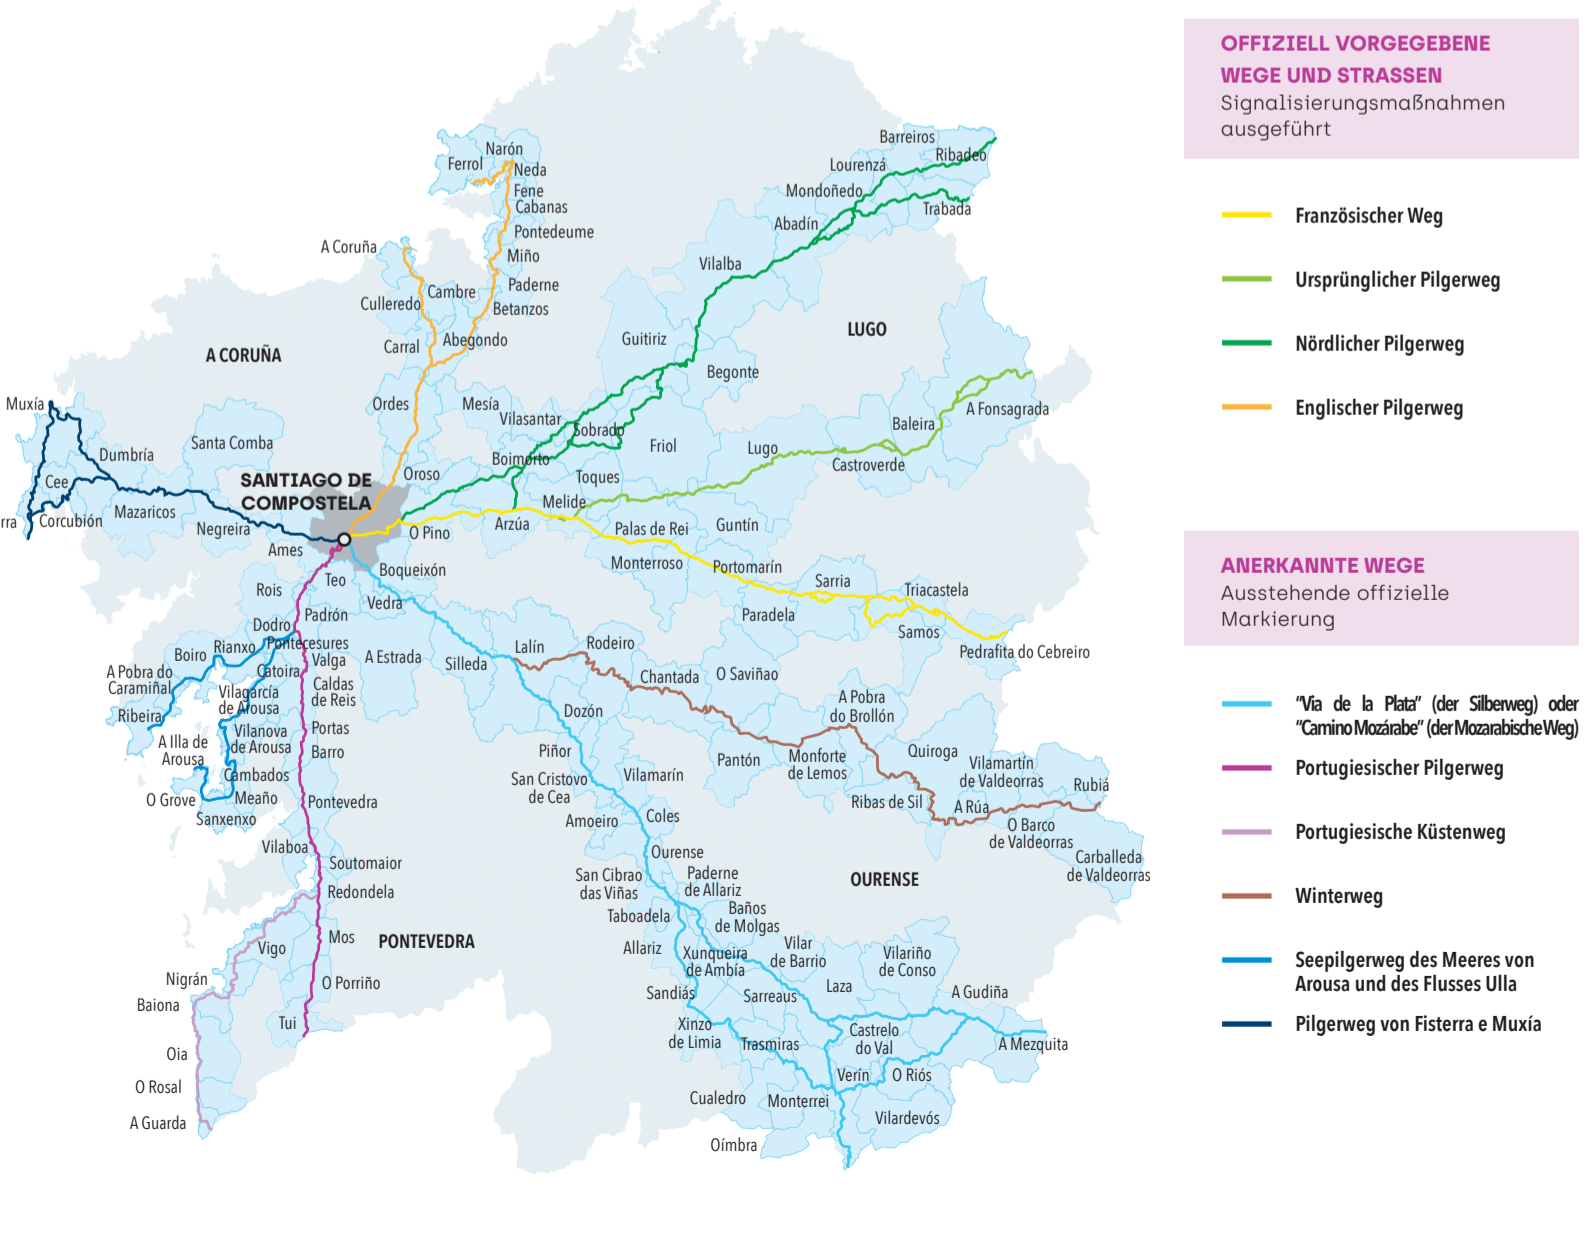 OFFIZIELL VORGEGEBENE
WEGE UND STRASSEN
Signalisierungsmaßnahmen
ausgeführt
Französischer Weg
Ursprünglicher Pilgerweg
Nördlicher Pilgerweg
Englischer Pilgerweg
ANERKANNTE WEGE
Ausstehende offizielle
Markierung
"Via de la Plata" (der Silberweg) oder
"Camino Mozárabe" (der Mozarabische Weg)
Portugiesischer Pilgerweg
Portugiesische Küstenweg
Winterweg
Seepilgerweg des Meeres von
Arousa und des Flusses Ulla
Pilgerweg von Fisterra e Muxía
Narón
Ferrol
Neda
Fene
Cabanas
Pontedeume
A Coruña
Miño
Paderne
Cambre
Culleredo
Betanzos
Abegondo
Carral
A CORUÑA
Barreiros
Ribadeo
Lourenzá
Mondoñedo
Trabada
Abadín
Vilalba
LUGO
Guitiriz
Begonte
Muxía
Ordes
Mesía
Vilasantar
Sobrado
Friol
Lugo
Baleira
A Fonsagrada
Castroverde
Santa Comba
Dumbría
Boimorto
Toques
Oroso
SANTIAGO DE
COMPOSTELA
Cee
Melide
Mazaricos
rra
Corcubión
Negreira
Arzúa
O Pino
Palas de Rei
Guntín
Ames
Monterroso
Portomarín
Boqueixón
Teo
Sarria
Triacastela
Rois
Vedra
Padrón
Paradela
Dodro
Samos
Pontecesures
Rianxo
Boiro
Lalín
Rodeiro
Pedrafita do Cebreiro
Valga
A Estrada
Silleda
Catoira
A Pobra do
Caramiñal
Chantada
O Saviñao
Caldas
de Reis
Vilagarcía
de Arousa
A Pobra
do Brollón
Ribeira
Dozón
Portas
Vilanova
de Arousa
A Illa de
Arousa
Barro
Piñor
Pantón
Monforte
de Lemos
Quiroga
Vilamartín
de Valdeorras
Cambados
San Cristovo
de Cea
Vilamarín
Rubiá
O Grove
Meaño
Pontevedra
Ribas de Sil
A Rúa
Sanxenxo
Amoeiro
Coles
O Barco
de Valdeorras
Vilaboa
Ourense
Soutomaior
Carballeda
de Valdeorras
San Cibrao
das Viñas
Paderne
de Allariz
OURENSE
Redondela
Taboadela
Baños
de Molgas
Mos
PONTEVEDRA
Vigo
Allariz
Xunqueira
de Ambía
Vilar
de Barrio
Vilariño
de Conso
Nigrán
O Porriño
Sandiás
Sarreaus
Laza
A Gudiña
Baiona
Tui
Xinzo
de Limia
Trasmiras
Castrelo
do Val
A Mezquita
Oia
Verín
O Riós
O Rosal
Cualedro
Monterrei
Vilardevós
A Guarda
Oímbra